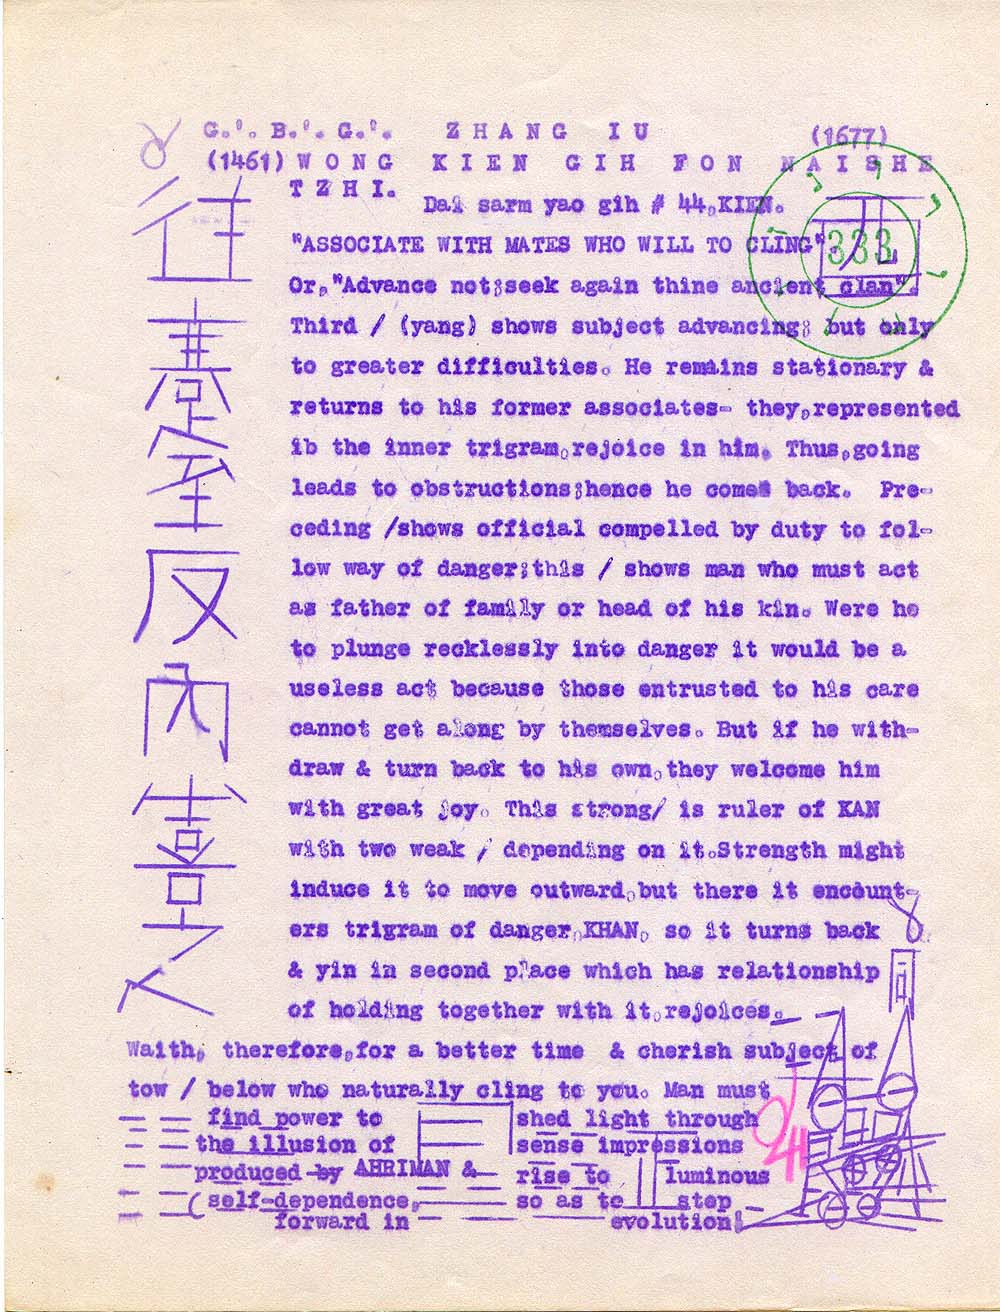 G.'. B.'. G.'. ZHANG IU (1677)
(1461) WONG KIEN GIH FON NAISHE
TZHI.
Dai sarm yao gih # 44,KIEN.
"ASSOCIATE WITH MATES WHO WILL TO CLING".
333
Or,"Advance not;seek again thine ancient clan".
Third / (yang) shows subject advancing; but only
to greater difficulties. He remains stationary &
returns to his former associates- they,represented
ib the inner trigram,rejoice in him. Thus,going
leads to obstructions;hence he comes back. Pre-
ceding /shows official compelled by duty to fol-
low way of danger;this / shows man who must act
as father of family or head of his kin. Were he
to plunge recklessly into danger it would be a
useless act because those entrusted to his care
cannot get along by themselves. But if he with-
draw & turn back to his own,they welcome him
with great joy. This strong/ is ruler of KAN
with two weak / depending on it.Strength might
induce it to move outward,but there it encount-
ers trigram of danger,KHAN, so it turns back
& yin in second place which has relationship
of holding together with it,rejoices.
Waith, therefore,for a better time & cherish subject of
tow / below who naturally cling to you. Man must
find power to shed light through
the illusion of sense impressions
produced by AHRIMAN & rise to luminous
(self-dependence, so as to step
forward in evolution;
往
反
內
喜
之